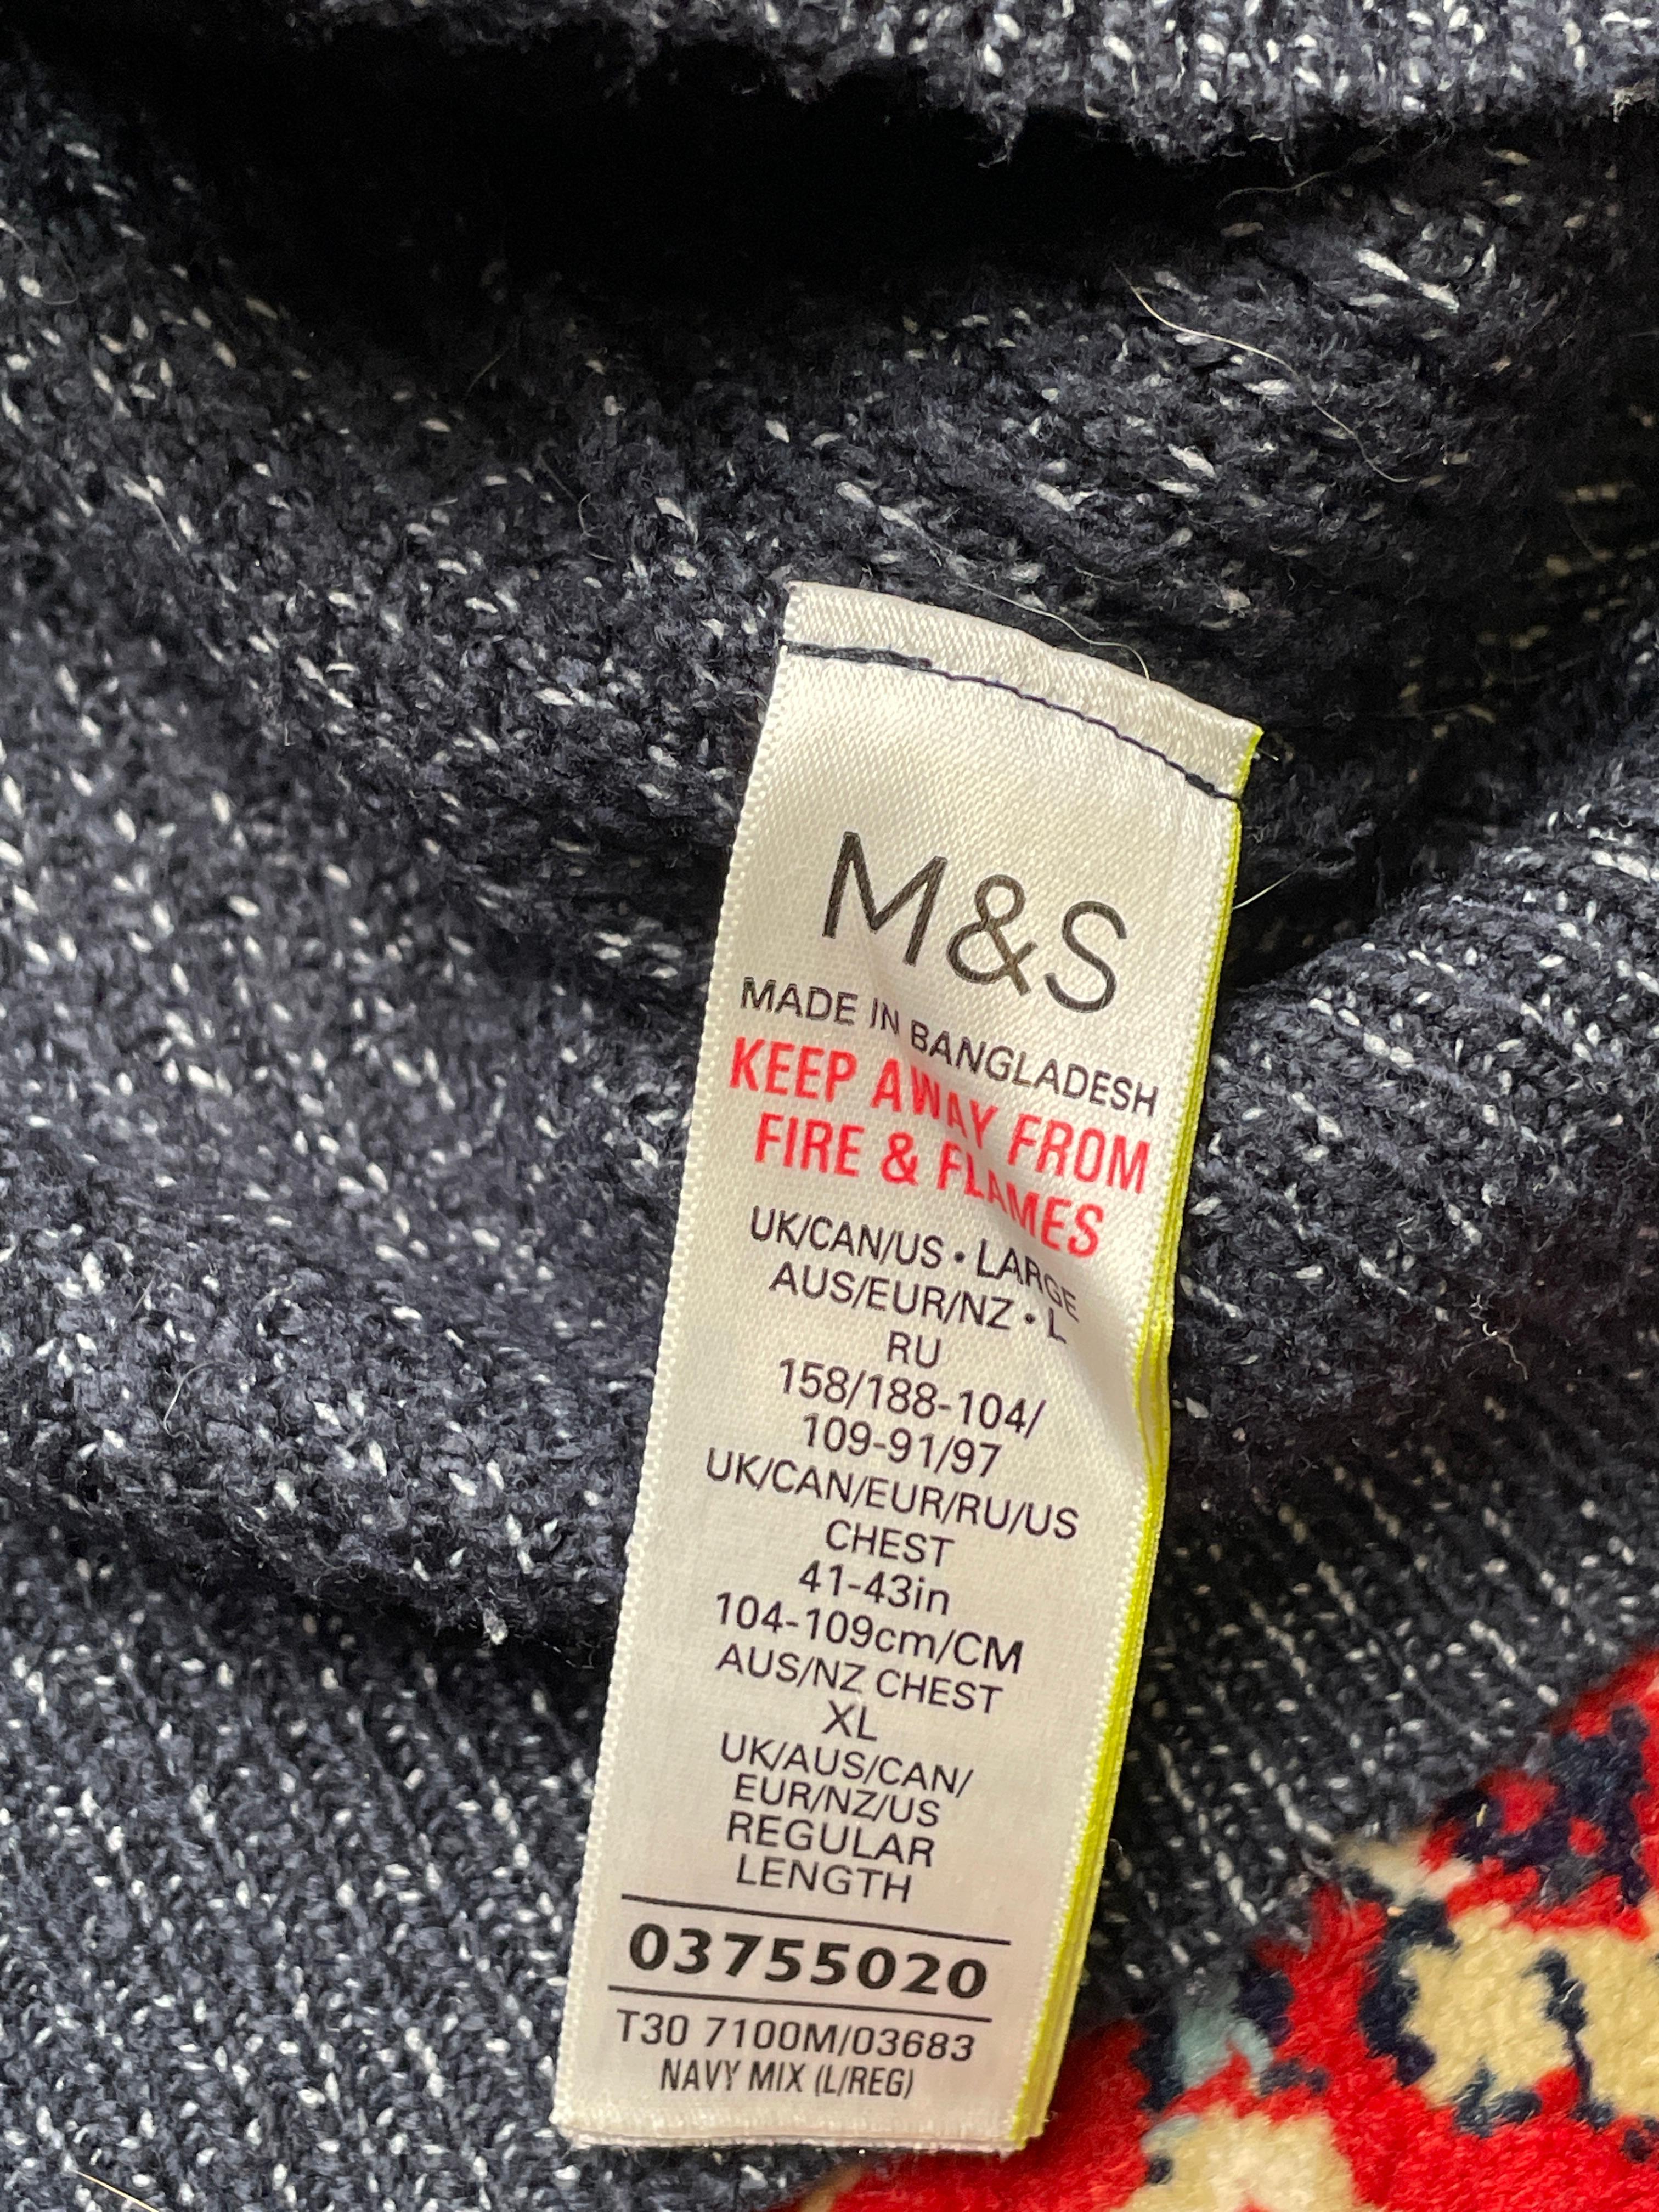 M&S
MADE IN BANGLADESH
KEEP AWAY FROM
FIRE & FLAMES
UK/CAN/US • LARGE
AUS/EUR/NZ • L
RU
158/188-104/
109-91/97
UK/CAN/EUR/RU/US
CHEST
41-43in
104-109cm/CM
AUS/NZ CHEST
XL
UK/AUS/CAN/
EUR/NZ/US
REGULAR
LENGTH
03755020
T30 7100M/03683
NAVY MIX (L/REG)